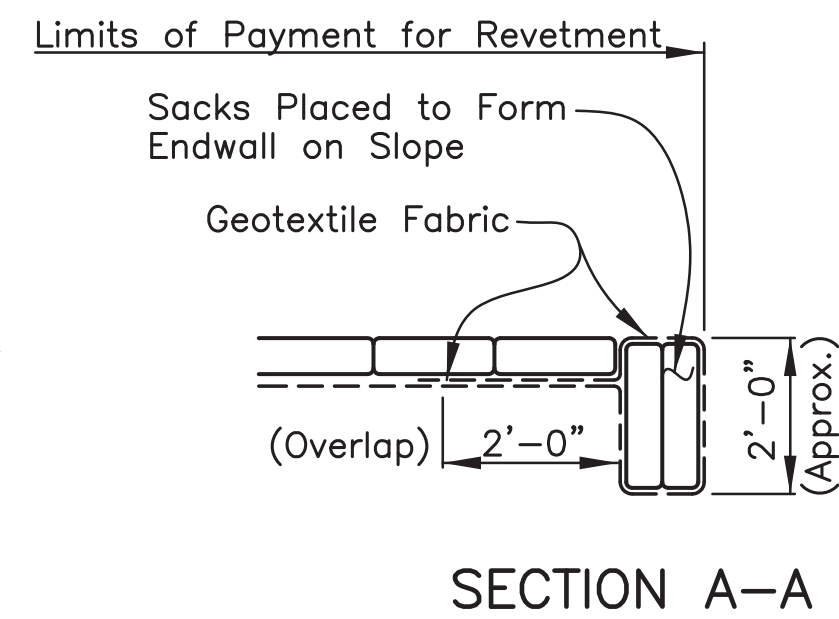 Limits of Payment for Revetment
Sacks Placed to Form
Endwall on Slope
Geotextile Fabric
(Overlap)
2'-0"
2'-0"
(Approx.)
SECTION A-A